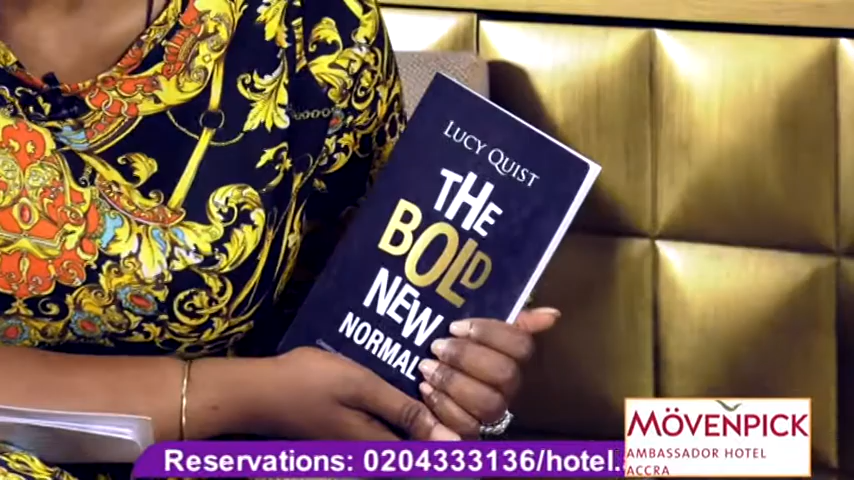 LUCY QUIST
THE
BOLD
NEW
NORMAL
Reservations: 0204333136/hotel.
MÖVENPICK
AMBASSADOR HOTEL
ACCRA